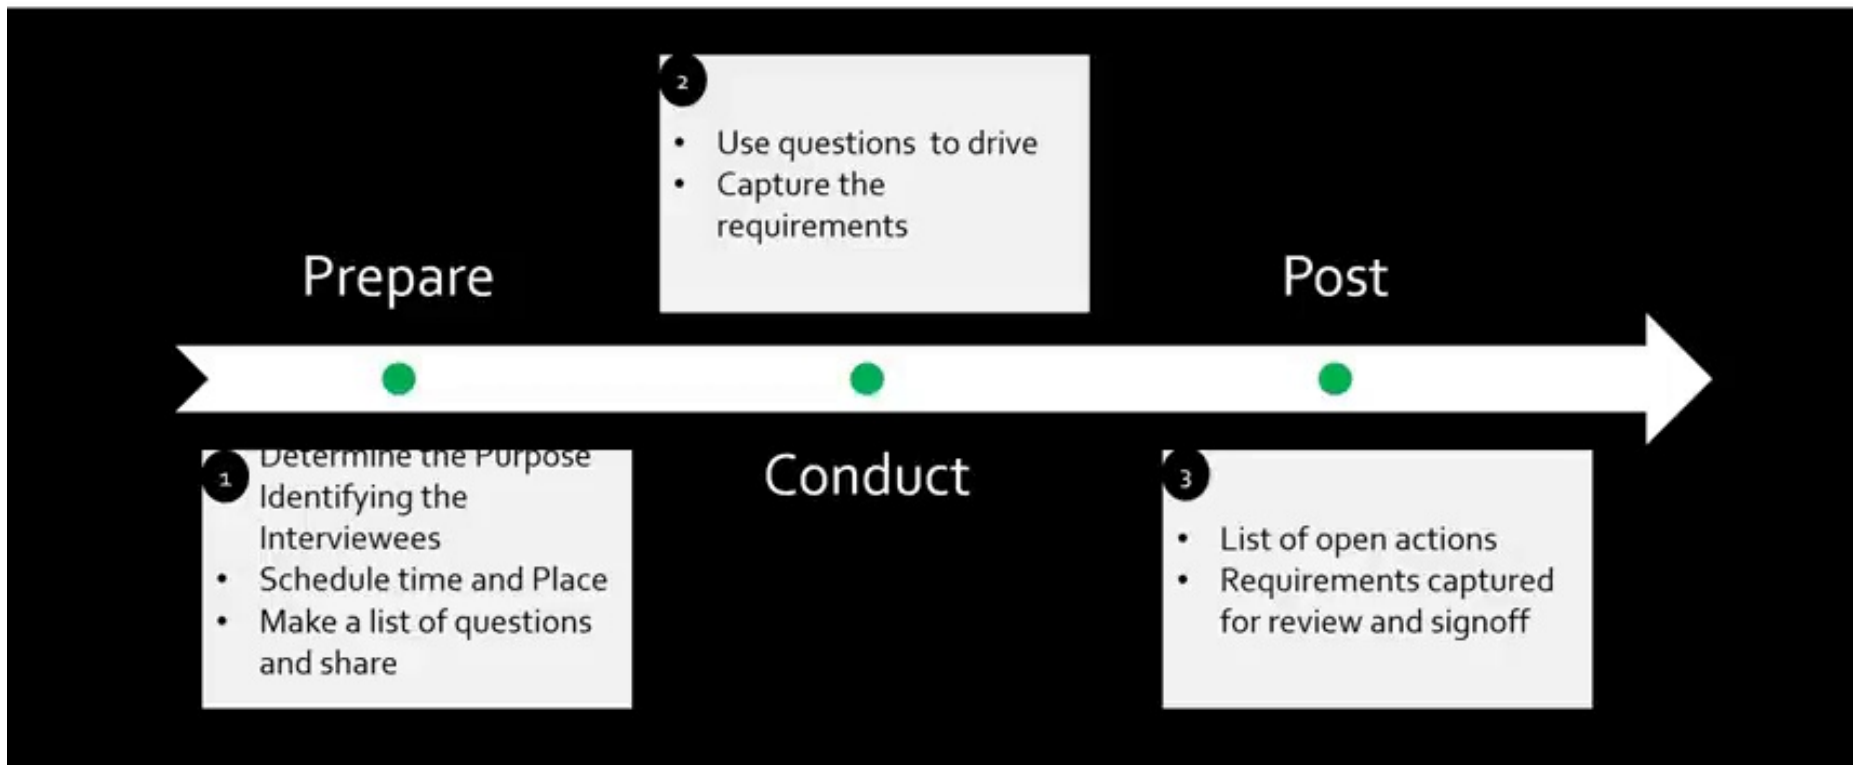 2
• Use questions  to drive
• Capture the
requirements
Prepare
Post
1
Determine the Purpose
Identifying the
Interviewees
• Schedule time and Place
• Make a list of questions
and share
Conduct
3
• List of open actions
• Requirements captured
for review and signoff